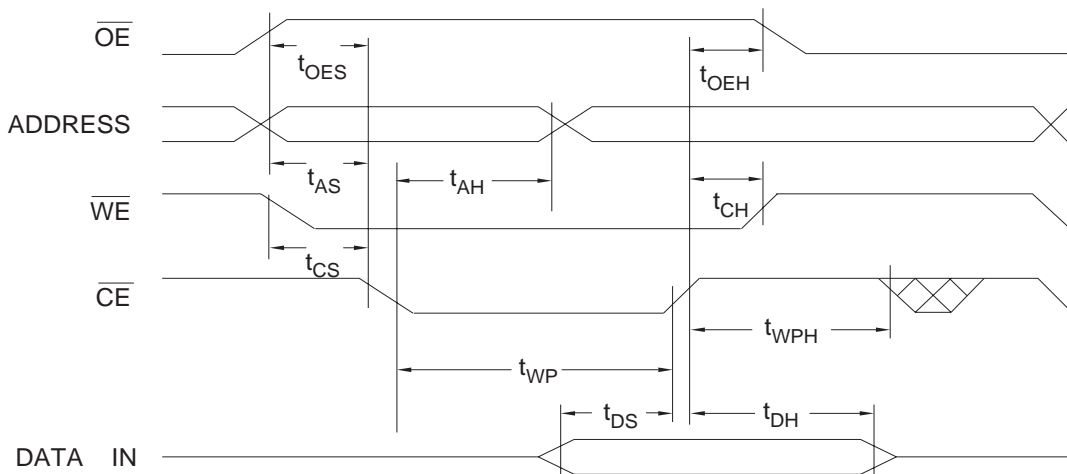 OE
tOES
tOEH
ADDRESS
tAS
tAH
WE
tCH
tCS
CE
tWPH
tWP
tDS
tDH
DATA IN